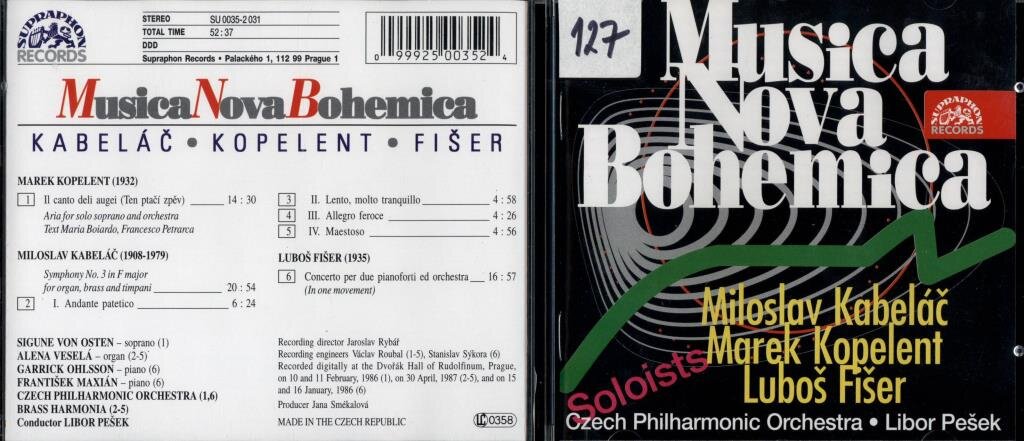 SUPRAPHON
RECORDS
STEREO SU 0035-2 031
TOTAL TIME 52:37
DDD
Supraphon Records • Palackého 1, 112 99 Prague 1
0 99925 00352 4
Musica Nova Bohemica
KABELÁČ • KOPELENT • FIŠER
MAREK KOPELENT (1932)
1 Il canto deli augei (Ten ptačí zpěv) 14 : 30
Aria for solo soprano and orchestra
Text Maria Boiardo, Francesco Petrarca
MILOSLAV KABELÁČ (1908-1979)
Symphony No. 3 in F major
for organ, brass and timpani 20 : 54
2 I. Andante patetico 6 : 24
3 II. Lento, molto tranquillo 4 : 58
4 III. Allegro feroce 4 : 26
5 IV. Maestoso 4 : 56
LUBOŠ FIŠER (1935)
6 Concerto per due pianoforti ed orchestra 16 : 57
(In one movement)
SIGUNE VON OSTEN – soprano (1)
ALENA VESELÁ – organ (2-5)
GARRICK OHLSSON – piano (6)
FRANTIŠEK MAXIÁN – piano (6)
CZECH PHILHARMONIC ORCHESTRA (1,6)
BRASS HARMONIA (2-5)
Conductor LIBOR PEŠEK
Recording director Jaroslav Rybář
Recording engineers Václav Roubal (1-5), Stanislav Sýkora (6)
Recorded digitally at the Dvořák Hall of Rudolfinum, Prague,
on 10 and 11 February, 1986 (1), on 30 April, 1987 (2-5), and on 15
and 16 January, 1986 (6)
Producer Jana Smékalová
MADE IN THE CZECH REPUBLIC
LC 0358
127
Musica
Nova
Bohemica
SUPRAPHON
RECORDS
Miloslav Kabeláč
Marek Kopelent
Luboš Fišer
Soloists
Czech Philharmonic Orchestra • Libor Pešek